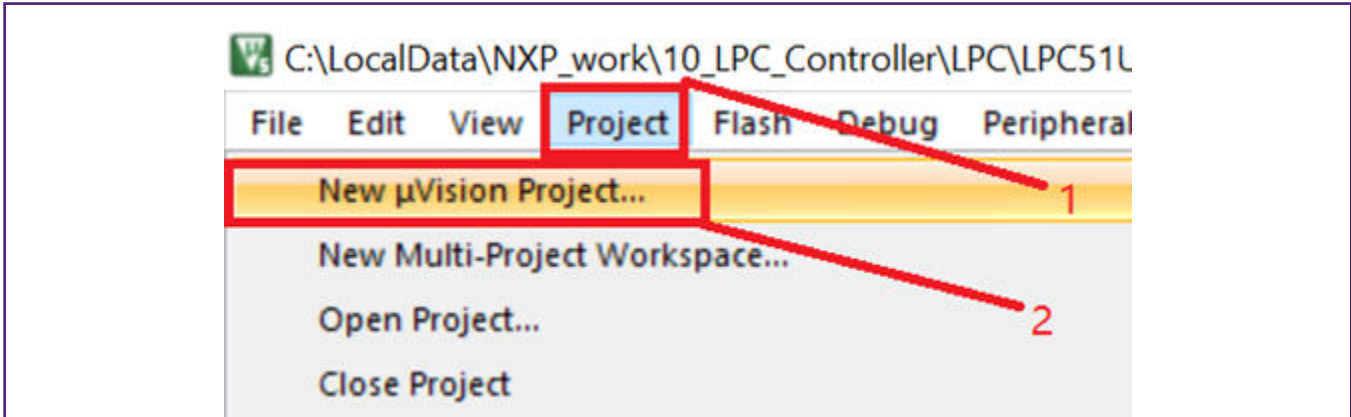 C:\LocalData\NXP_work\10_LPC_Controller\LPC\LPC51U
File Edit View Project Flash Debug Peripheral
New µVision Project... 1
New Multi-Project Workspace...
Open Project... 2
Close Project